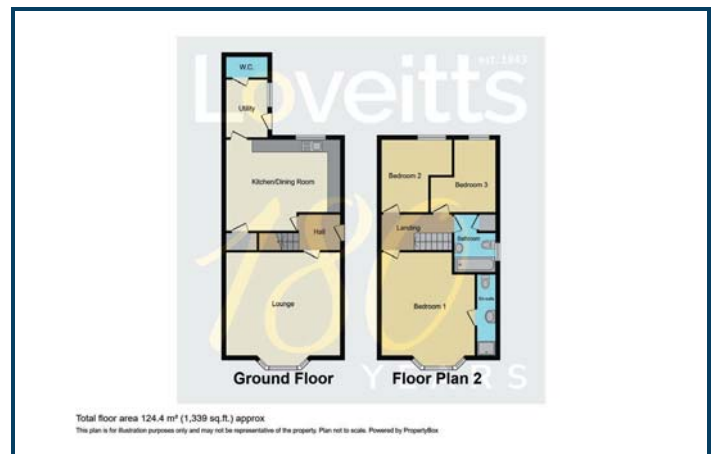 est.1843
Loveitts
W.C.
Utility
Kitchen/Dining Room
Hall
Lounge
Ground Floor
Bedroom 2
Bedroom 3
Landing
Bathroom
Bedroom 1
En-suite
Floor Plan 2
180
YEARS
Total floor area 124.4 m² (1,339 sq.ft.) approx
This plan is for illustration purposes only and may not be representative of the property. Plan not to scale. Powered by PropertyBox